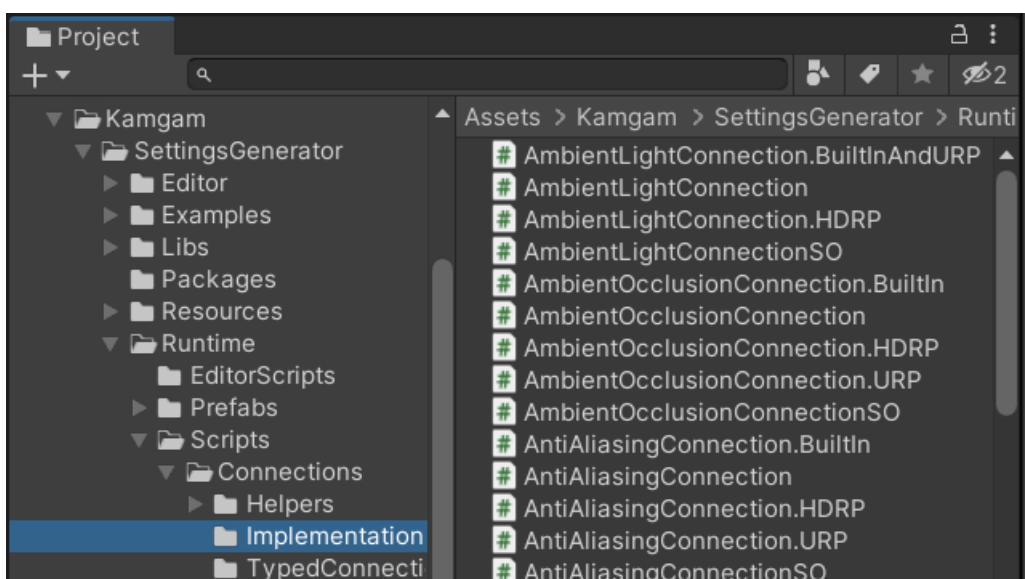 Project
2
Kamgam
SettingsGenerator
Editor
Examples
Libs
Packages
Resources
Runtime
EditorScripts
Prefabs
Scripts
Connections
Helpers
Implementation
TypedConnecti
Assets > Kamgam > SettingsGenerator > Runti
# AmbientLightConnection.BuiltInAndURP
# AmbientLightConnection
# AmbientLightConnection.HDRP
# AmbientLightConnectionSO
# AmbientOcclusionConnection.BuiltIn
# AmbientOcclusionConnection
# AmbientOcclusionConnection.HDRP
# AmbientOcclusionConnection.URP
# AmbientOcclusionConnectionSO
# AntiAliasingConnection.BuiltIn
# AntiAliasingConnection
# AntiAliasingConnection.HDRP
# AntiAliasingConnection.URP
# AntiAliasingConnectionSO